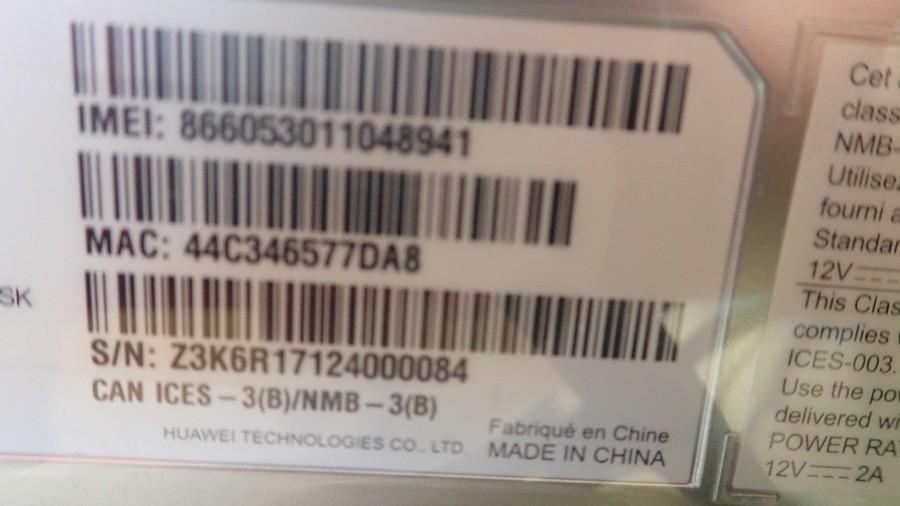 IMEI: 866053011048941
MAC: 44C346577DA8
SK
S/N: Z3K6R17124000084
CAN ICES – 3(B)/NMB – 3(B)
HUAWEI TECHNOLOGIES CO., LTD.
Fabriqué en Chine
MADE IN CHINA
Cet
class
NMB-
Utilise
fourni a
Standar
12V
This Clas
complies
ICES-003.
Use the po
delivered wi
POWER RA
12V⎓2A